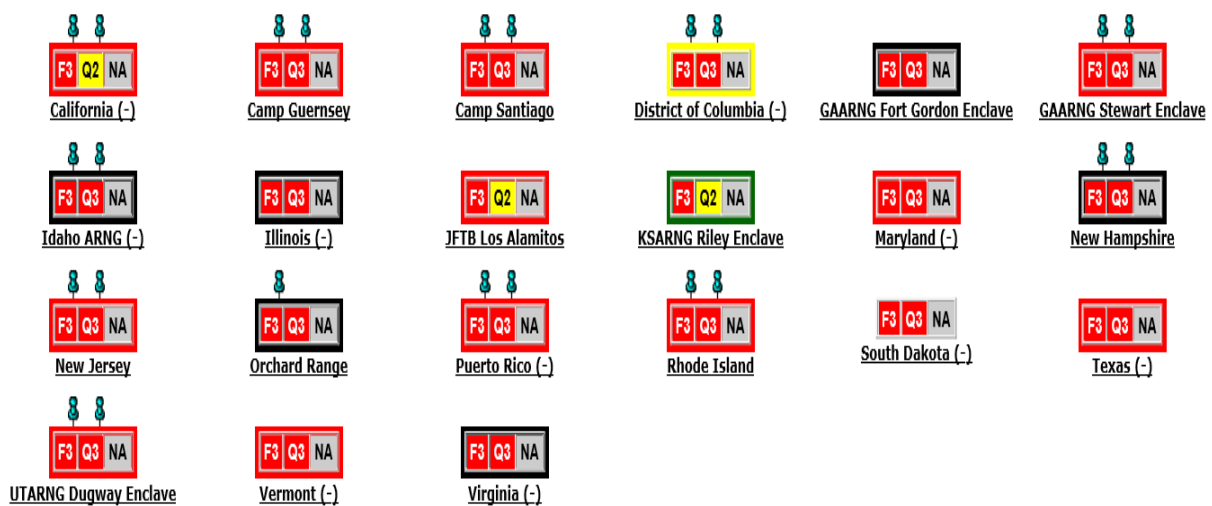 F3 Q2 NA F3 Q3 NA F3 Q3 NA F3 Q3 NA F3 Q3 NA F3 Q3 NA
California (-) Camp Guernsey Camp Santiago District of Columbia (-) GAARNG Fort Gordon Enclave GAARNG Stewart Enclave
F3 Q3 NA F3 Q3 NA F3 Q2 NA F3 Q2 NA F3 Q3 NA F3 Q3 NA
Idaho ARNG (-) Illinois (-) JFTB Los Alamitos KSARNG Riley Enclave Maryland (-) New Hampshire
F3 Q3 NA F3 Q3 NA F3 Q3 NA F3 Q3 NA F3 Q3 NA F3 Q3 NA
New Jersey Orchard Range Puerto Rico (-) Rhode Island South Dakota (-) Texas (-)
F3 Q3 NA F3 Q3 NA F3 Q3 NA
UTARNG Dugway Enclave Vermont (-) Virginia (-)